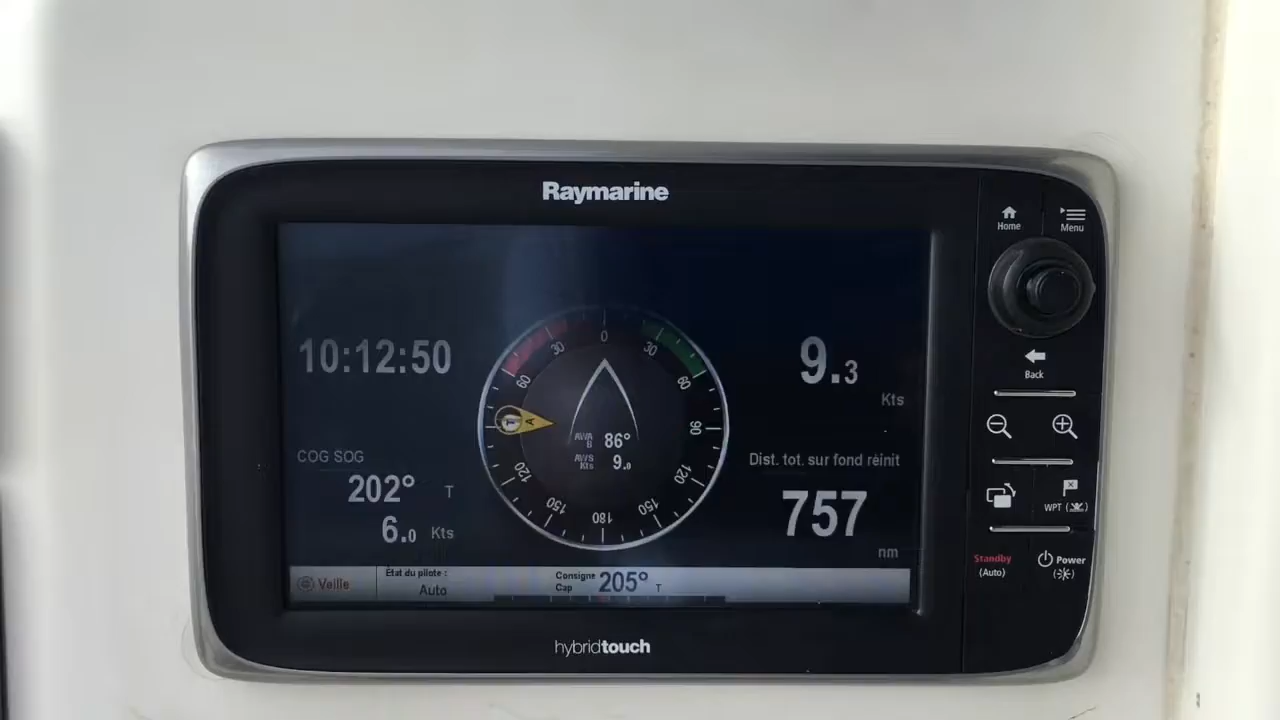 Raymarine
Home
Menu
10:12:50
0
30
30
60
60
90
120
120
150
150
180
A
AWA
B
86°
AWS
Kts
9.0
9.3
Kts
Back
COG SOG
202° T
6.0 Kts
Dist. tot. sur fond réinit
757
nm
WPT
Veille
État du pilote :
Auto
Consigne
Cap
205° T
Standby
(Auto)
Power
hybridtouch